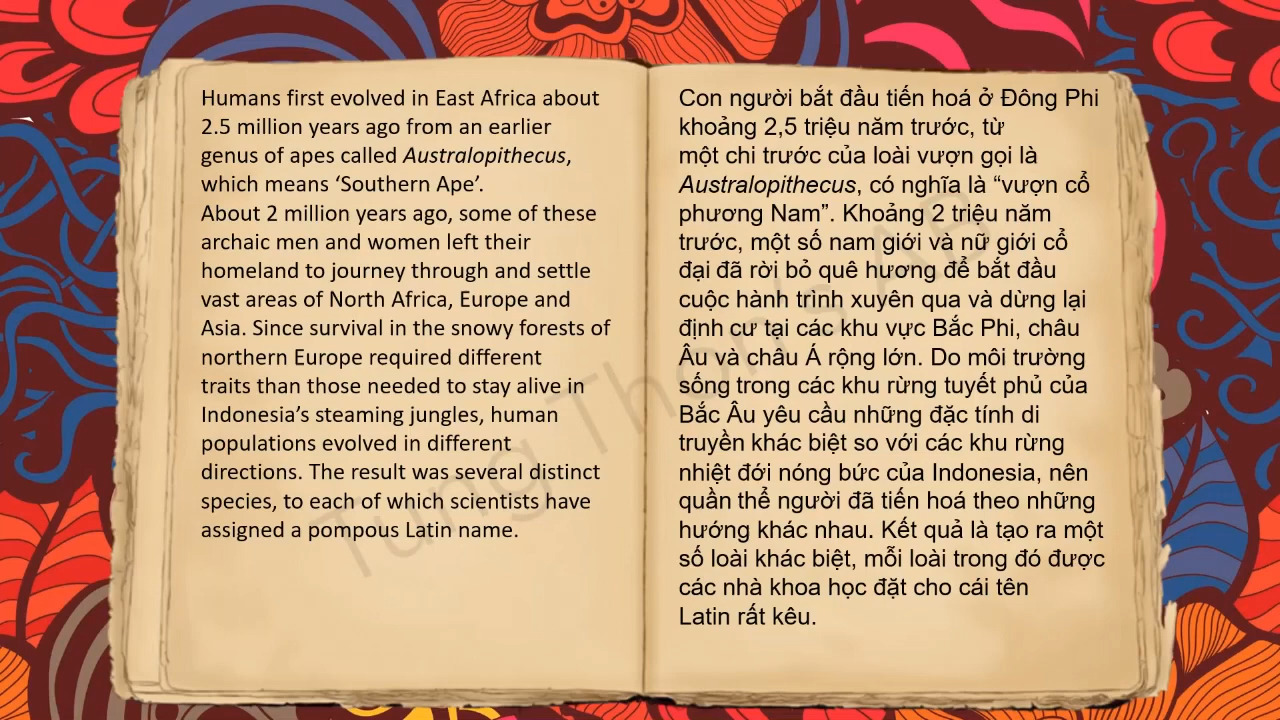 Humans first evolved in East Africa about
2.5 million years ago from an earlier
genus of apes called Australopithecus,
which means ‘Southern Ape’.
About 2 million years ago, some of these
archaic men and women left their
homeland to journey through and settle
vast areas of North Africa, Europe and
Asia. Since survival in the snowy forests of
northern Europe required different
traits than those needed to stay alive in
Indonesia’s steaming jungles, human
populations evolved in different
directions. The result was several distinct
species, to each of which scientists have
assigned a pompous Latin name.
Con người bắt đầu tiến hoá ở Đông Phi
khoảng 2,5 triệu năm trước, từ
một chi trước của loài vượn gọi là
Australopithecus, có nghĩa là “vượn cổ
phương Nam”. Khoảng 2 triệu năm
trước, một số nam giới và nữ giới cổ
đại đã rời bỏ quê hương để bắt đầu
cuộc hành trình xuyên qua và dừng lại
định cư tại các khu vực Bắc Phi, châu
Âu và châu Á rộng lớn. Do môi trường
sống trong các khu rừng tuyết phủ của
Bắc Âu yêu cầu những đặc tính di
truyền khác biệt so với các khu rừng
nhiệt đới nóng bức của Indonesia, nên
quần thể người đã tiến hoá theo những
hướng khác nhau. Kết quả là tạo ra một
số loài khác biệt, mỗi loài trong đó được
các nhà khoa học đặt cho cái tên
Latin rất kêu.